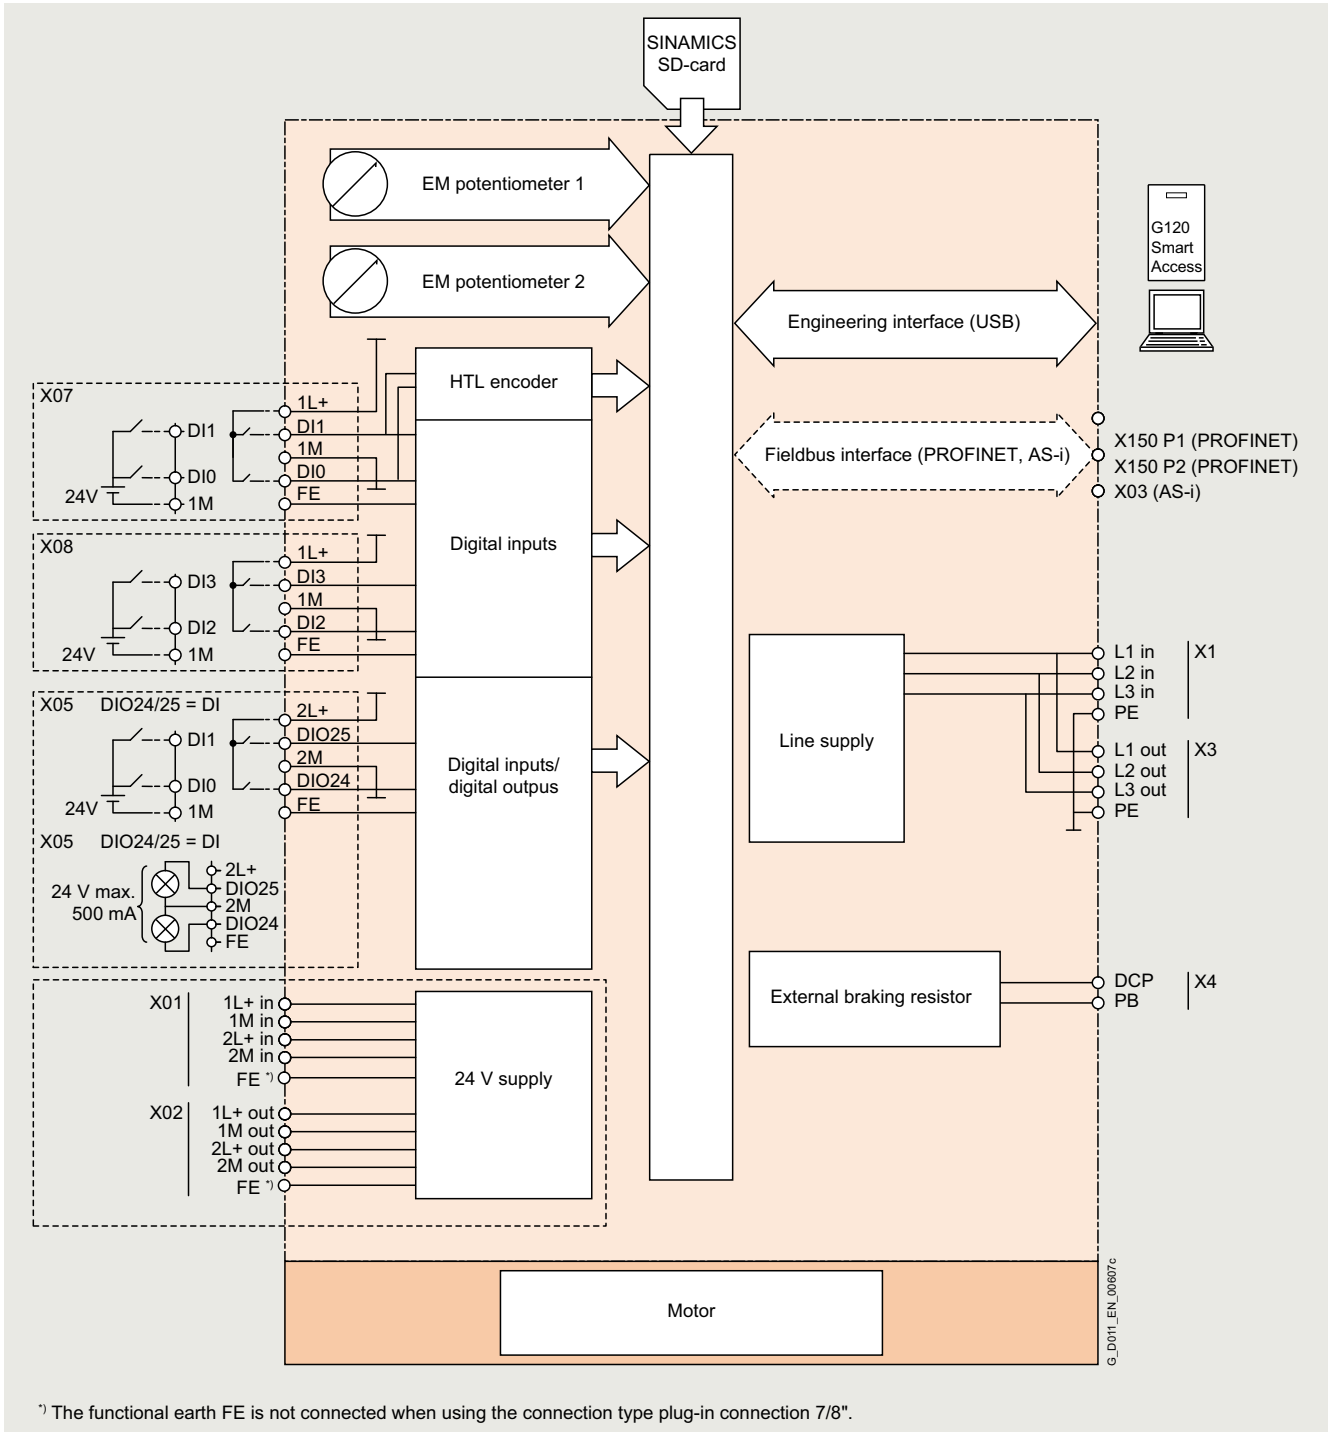 SINAMICS
SD-card
EM potentiometer 1
EM potentiometer 2
G120
Smart
Access
Engineering interface (USB)
HTL encoder
X07
DI1
DI0
24V
1M
1L+
DI1
1M
DI0
FE
Fieldbus interface (PROFINET, AS-i)
X150 P1 (PROFINET)
X150 P2 (PROFINET)
X03 (AS-i)
Digital inputs
X08
DI3
DI2
24V
1M
1L+
DI3
1M
DI2
FE
X05 DIO24/25 = DI
DI1
DI0
24V
1M
2L+
DIO25
2M
DIO24
FE
Digital inputs/
digital outpus
X05 DIO24/25 = DI
24 V max.
500 mA
2L+
DIO25
2M
DIO24
FE
Line supply
L1 in
L2 in
L3 in
PE
X1
L1 out
L2 out
L3 out
PE
X3
External braking resistor
DCP
PB
X4
X01
1L+ in
1M in
2L+ in
2M in
FE *)
24 V supply
X02
1L+ out
1M out
2L+ out
2M out
FE *)
Motor
G_D011_EN_00607c
*) The functional earth FE is not connected when using the connection type plug-in connection 7/8".